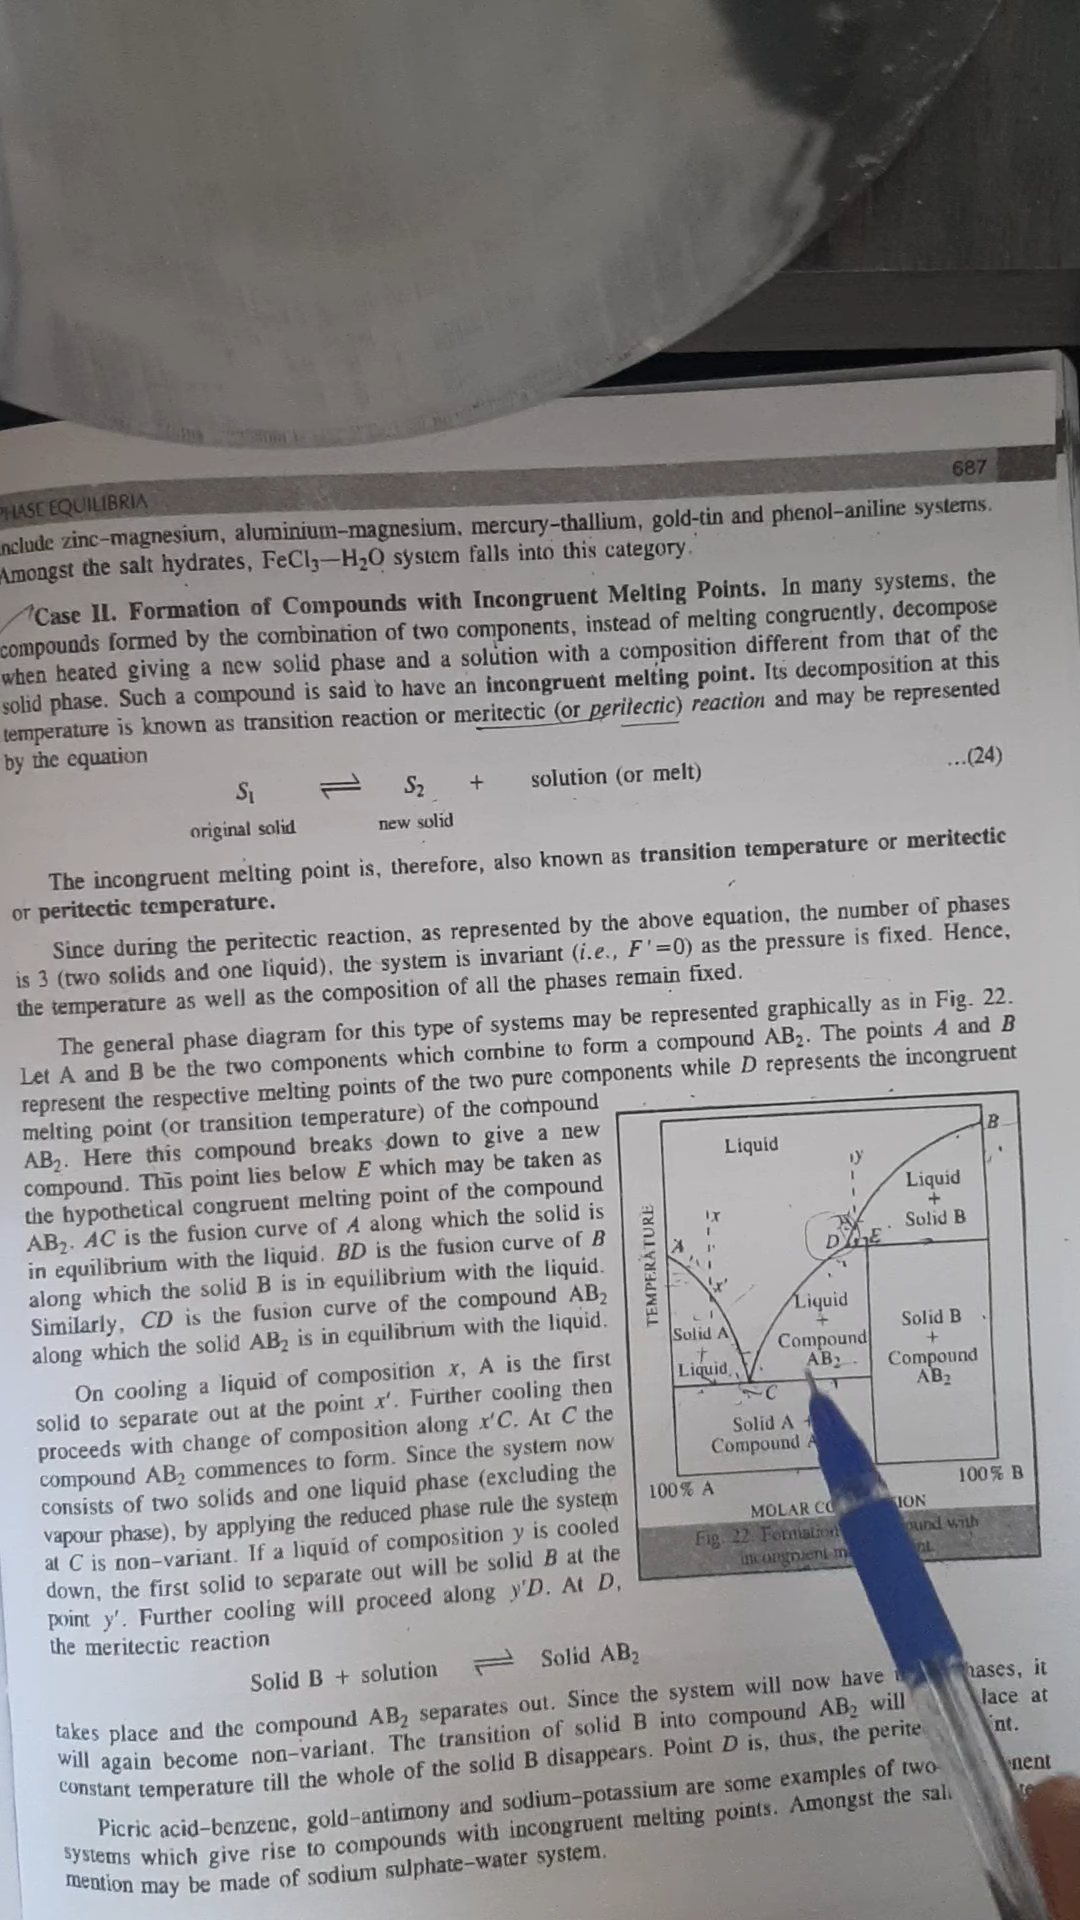 PHASE EQUILIBRIA
687
include zinc–magnesium, aluminium–magnesium, mercury–thallium, gold-tin and phenol–aniline systems.
Amongst the salt hydrates, FeCl₃—H₂O system falls into this category.
Case II. Formation of Compounds with Incongruent Melting Points. In many systems, the
compounds formed by the combination of two components, instead of melting congruently, decompose
when heated giving a new solid phase and a solution with a composition different from that of the
solid phase. Such a compound is said to have an incongruent melting point. Its decomposition at this
temperature is known as transition reaction or meritectic (or peritectic) reaction and may be represented
by the equation
S₁ ⇌ S₂ + solution (or melt) ...(24)
original solid new solid
The incongruent melting point is, therefore, also known as transition temperature or meritectic
or peritectic temperature.
Since during the peritectic reaction, as represented by the above equation, the number of phases
is 3 (two solids and one liquid), the system is invariant (i.e., F'=0) as the pressure is fixed. Hence,
the temperature as well as the composition of all the phases remain fixed.
The general phase diagram for this type of systems may be represented graphically as in Fig. 22.
Let A and B be the two components which combine to form a compound AB₂. The points A and B
represent the respective melting points of the two pure components while D represents the incongruent
melting point (or transition temperature) of the compound
AB₂. Here this compound breaks down to give a new
compound. This point lies below E which may be taken as
the hypothetical congruent melting point of the compound
AB₂. AC is the fusion curve of A along which the solid is
in equilibrium with the liquid. BD is the fusion curve of B
along which the solid B is in equilibrium with the liquid.
Similarly, CD is the fusion curve of the compound AB₂
along which the solid AB₂ is in equilibrium with the liquid.
On cooling a liquid of composition x, A is the first
solid to separate out at the point x'. Further cooling then
proceeds with change of composition along x'C. At C the
compound AB₂ commences to form. Since the system now
consists of two solids and one liquid phase (excluding the
vapour phase), by applying the reduced phase rule the system
at C is non–variant. If a liquid of composition y is cooled
down, the first solid to separate out will be solid B at the
point y'. Further cooling will proceed along y'D. At D,
the meritectic reaction
TEMPERATURE
Liquid
B
y
Liquid
+
Solid B
x
A
D
E
x'
Liquid
+
Compound
AB₂
Solid A
+
Liquid
Solid B
+
Compound
AB₂
C
Solid A +
Compound
100% A
100% B
MOLAR
Fig. 22. Formation
incongruent
Solid B + solution ⇌ Solid AB₂
takes place and the compound AB₂ separates out. Since the system will now have phases, it
will again become non–variant. The transition of solid B into compound AB₂ will at
constant temperature till the whole of the solid B disappears. Point D is, thus, the
Picric acid–benzene, gold–antimony and sodium–potassium are some examples of two
systems which give rise to compounds with incongruent melting points. Amongst the
mention may be made of sodium sulphate–water system.